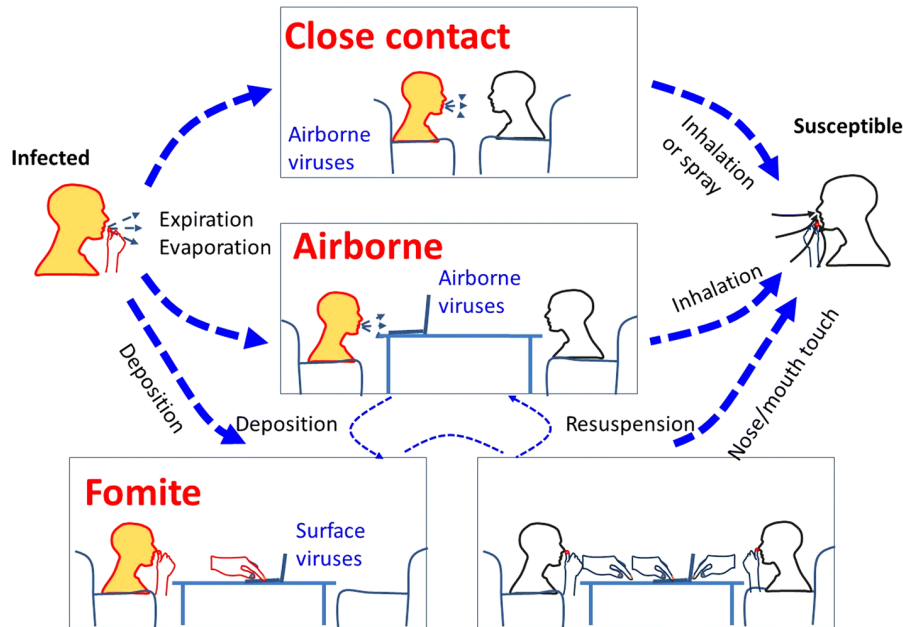 Close contact
Airborne
viruses
Infected
Expiration
Evaporation
Inhalation
or spray
Susceptible
Airborne
Airborne
viruses
Inhalation
Deposition
Deposition
Resuspension
Nose/mouth touch
Fomite
Surface
viruses